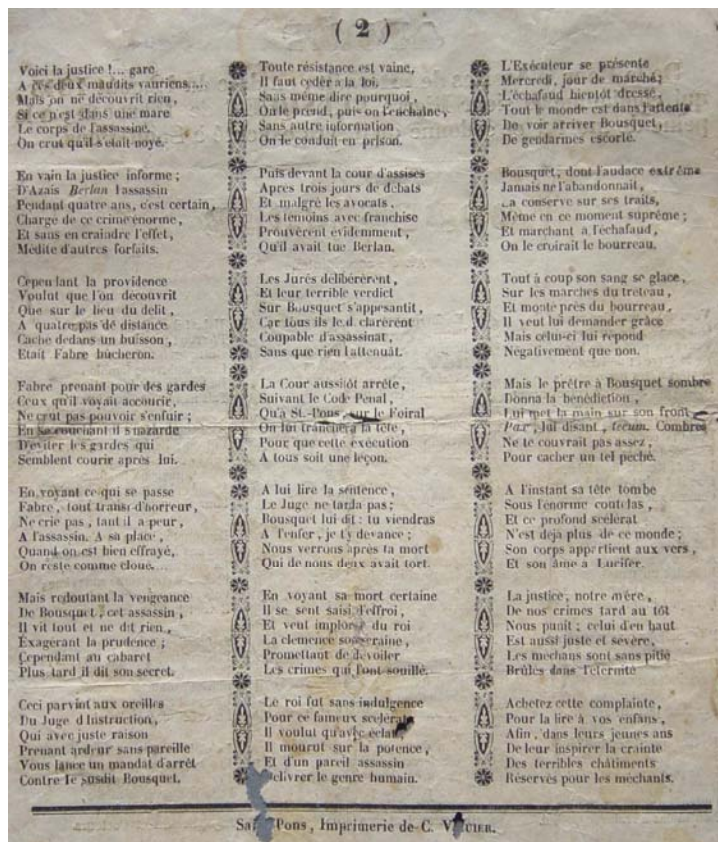 ( 2 )
Voici la justice !... gare
A ces deux maudits vauriens...
Mais on ne découvrit rien,
Si ce n'est dans une mare
Le corps de l'assassiné.
On crut qu'il s'était noyé.
En vain la justice informe ;
D'Azaïs Berlan l'assassin
Pendant quatre ans, c'est certain,
Charge de ce crime énorme,
Et sans en craindre l'effet,
Médite d'autres forfaits.
Cependant la providence
Voulut que l'on découvrit
Que sur le lieu du delit,
A quatre pas de distance
Caché dedans un buisson,
Etait Fabre bûcheron.
Fabre prenant pour des gardes
Ceux qu'il voyait accourir,
Ne crut pas pouvoir s'enfuir ;
En se couchant il s'hazarde
D'éviter les gardes qui
Semblent courir après lui.
En voyant ce qui se passe
Fabre, tout transi d'horreur,
Ne crie pas, tant il a peur,
A l'assassin. A sa place,
Quand on est bien effrayé,
On reste comme cloué...
Mais redoutant la vengeance
De Bousquet, cet assassin,
Il vit tout et ne dit rien,
Exagérant la prudence ;
Cependant au cabaret
Plus tard il dit son secret.
Ceci parvint aux oreilles
Du Juge d'Instruction,
Qui avec juste raison
Prenant ardeur sans pareille
Vous lance un mandat d'arrêt
Contre le susdit Bousquet.
Toute résistance est vaine,
Il faut céder à la loi.
Sans même dire pourquoi,
On le prend, puis on l'enchaîne,
Sans autre information
On le conduit en prison.
Puis devant la cour d'assises
Après trois jours de débats
Et malgré les avocats,
Les témoins avec franchise
Prouvèrent évidemment,
Qu'il avait tué Berlan.
Les Jurés délibérèrent,
Et leur terrible verdict
Sur Bousquet s'appesantit,
Car tous ils le déclarèrent
Coupable d'assassinat,
Sans que rien l'atténuât.
La Cour aussitôt arrête,
Suivant le Code Penal,
Qu'à St.-Pons, sur le Foiral
On lui tranchera la tête,
Pour que cette exécution
A tous soit une leçon.
A lui lire la sentence,
Le Juge ne tarda pas ;
Bousquet lui dit : tu viendras
A l'enfer, je t'y devance ;
Nous verrons après ta mort
Qui de nous deux avait tort.
En voyant sa mort certaine
Il se sent saisi d'effroi,
Et veut implorer du roi
La clemence souveraine,
Promettant de dévoiler
Les crimes qui l'ont souillé.
Le roi fut sans indulgence
Pour ce fameux scélérat
Il voulut qu'avec éclat
Il mourut sur la potence,
Et d'un pareil assassin
Délivrer le genre humain.
L'Exécuteur se présente
Mercredi, jour de marché ;
L'échafaud bientôt dressé,
Tout le monde est dans l'attente
De voir arriver Bousquet,
De gendarmes escorté.
Bousquet, dont l'audace extrême
Jamais ne l'abandonnait,
La conserve sur ses traits,
Même en ce moment suprême ;
Et marchant à l'échafaud,
On le croirait le bourreau.
Tout à coup son sang se glace,
Sur les marches du treteau,
Et monté près du bourreau,
Il veut lui demander grâce
Mais celui-ci lui répond
Négativement que non.
Mais le prêtre à Bousquet sombre
Donna la bénédiction,
Lui met la main sur son front
Pax, lui disant, tecum. Combres
Ne te couvrait pas assez,
Pour cacher un tel péché.
A l'instant sa tête tombe
Sous l'énorme coutelas,
Et ce profond scélérat
N'est déjà plus de ce monde ;
Son corps appartient aux vers,
Et son âme à Lucifer.
La justice, notre mère,
De nos crimes tard au tôt
Nous punit ; celui d'en haut
Est aussi juste et sévère,
Les méchans sont sans pitié
Brûlés dans l'eternité
Achetez cette complainte,
Pour la lire à vos enfans,
Afin, dans leurs jeunes ans
De leur inspirer la crainte
Des terribles châtiments
Réservés pour les méchants.
Pons, Imprimerie de C.